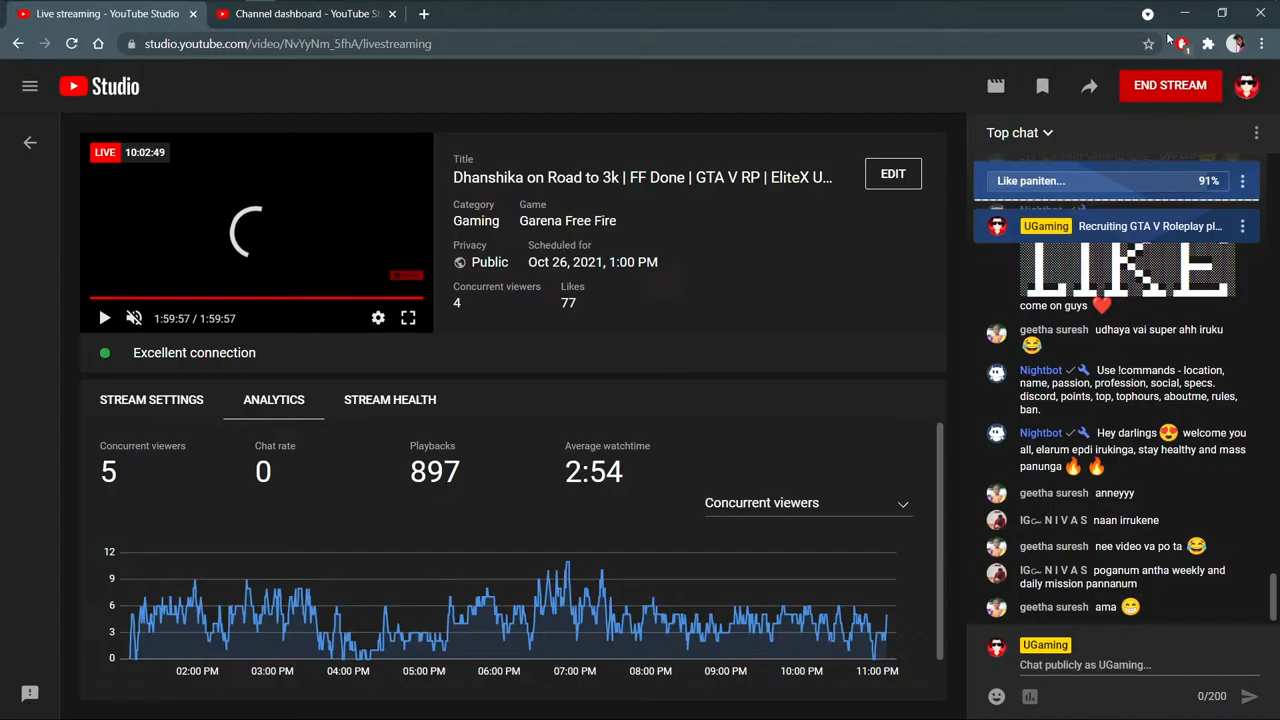 Live streaming - YouTube Studio
Channel dashboard - YouTube St
studio.youtube.com/video/NvYyNm_5fhA/livestreaming
1
Studio
END STREAM
LIVE 10:02:49
1:59:57 / 1:59:57
Title
Dhanshika on Road to 3k | FF Done | GTA V RP | EliteX U...
EDIT
Category
Gaming
Game
Garena Free Fire
Privacy
Public
Scheduled for
Oct 26, 2021, 1:00 PM
Concurrent viewers
4
Likes
77
Excellent connection
STREAM SETTINGS
ANALYTICS
STREAM HEALTH
Concurrent viewers
5
Chat rate
0
Playbacks
897
Average watchtime
2:54
Concurrent viewers
12
9
6
3
0
02:00 PM
03:00 PM
04:00 PM
05:00 PM
06:00 PM
07:00 PM
08:00 PM
09:00 PM
10:00 PM
11:00 PM
Top chat
Like paniten... 91%
UGaming Recruiting GTA V Roleplay pl...
LIKE
come on guys ❤️
geetha suresh udhaya vai super ahh iruku
😂
Nightbot Use !commands - location,
name, passion, profession, social, specs.
discord, points, top, tophours, aboutme, rules,
ban.
Nightbot Hey darlings 😍 welcome you
all, elarum epdi irukinga, stay healthy and mass
panunga 🔥 🔥
geetha suresh anneyyy
N I V A S naan irrukene
geetha suresh nee video va po ta 😂
N I V A S poganum antha weekly and
daily mission pannanum
geetha suresh ama 😁
UGaming
Chat publicly as UGaming...
0/200